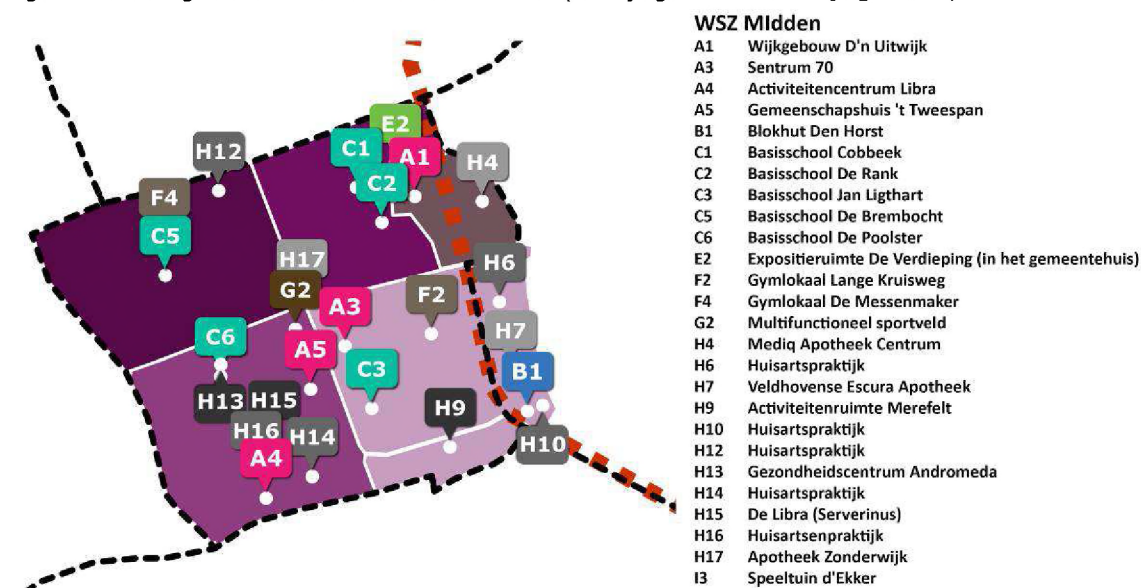 WSZ MIdden
A1 Wijkgebouw D'n Uitwijk
A3 Sentrum 70
A4 Activiteitencentrum Libra
A5 Gemeenschapshuis 't Tweespan
B1 Blokhut Den Horst
C1 Basisschool Cobbeek
C2 Basisschool De Rank
C3 Basisschool Jan Ligthart
C5 Basisschool De Brembocht
C6 Basisschool De Poolster
E2 Expositieruimte De Verdieping (in het gemeentehuis)
F2 Gymlokaal Lange Kruisweg
F4 Gymlokaal De Messenmaker
G2 Multifunctioneel sportveld
H4 Mediq Apotheek Centrum
H6 Huisartspraktijk
H7 Veldhovense Escura Apotheek
H9 Activiteitenruimte Merefelt
H10 Huisartspraktijk
H12 Huisartspraktijk
H13 Gezondheidscentrum Andromeda
H14 Huisartspraktijk
H15 De Libra (Serverinus)
H16 Huisartsenpraktijk
H17 Apotheek Zonderwijk
I3 Speeltuin d'Ekker
E2
C1
A1
H12
H4
C2
F4
C5
H17
H6
G2
F2
A3
H7
C6
A5
C3
B1
H13
H15
H9
H16
H14
H10
A4